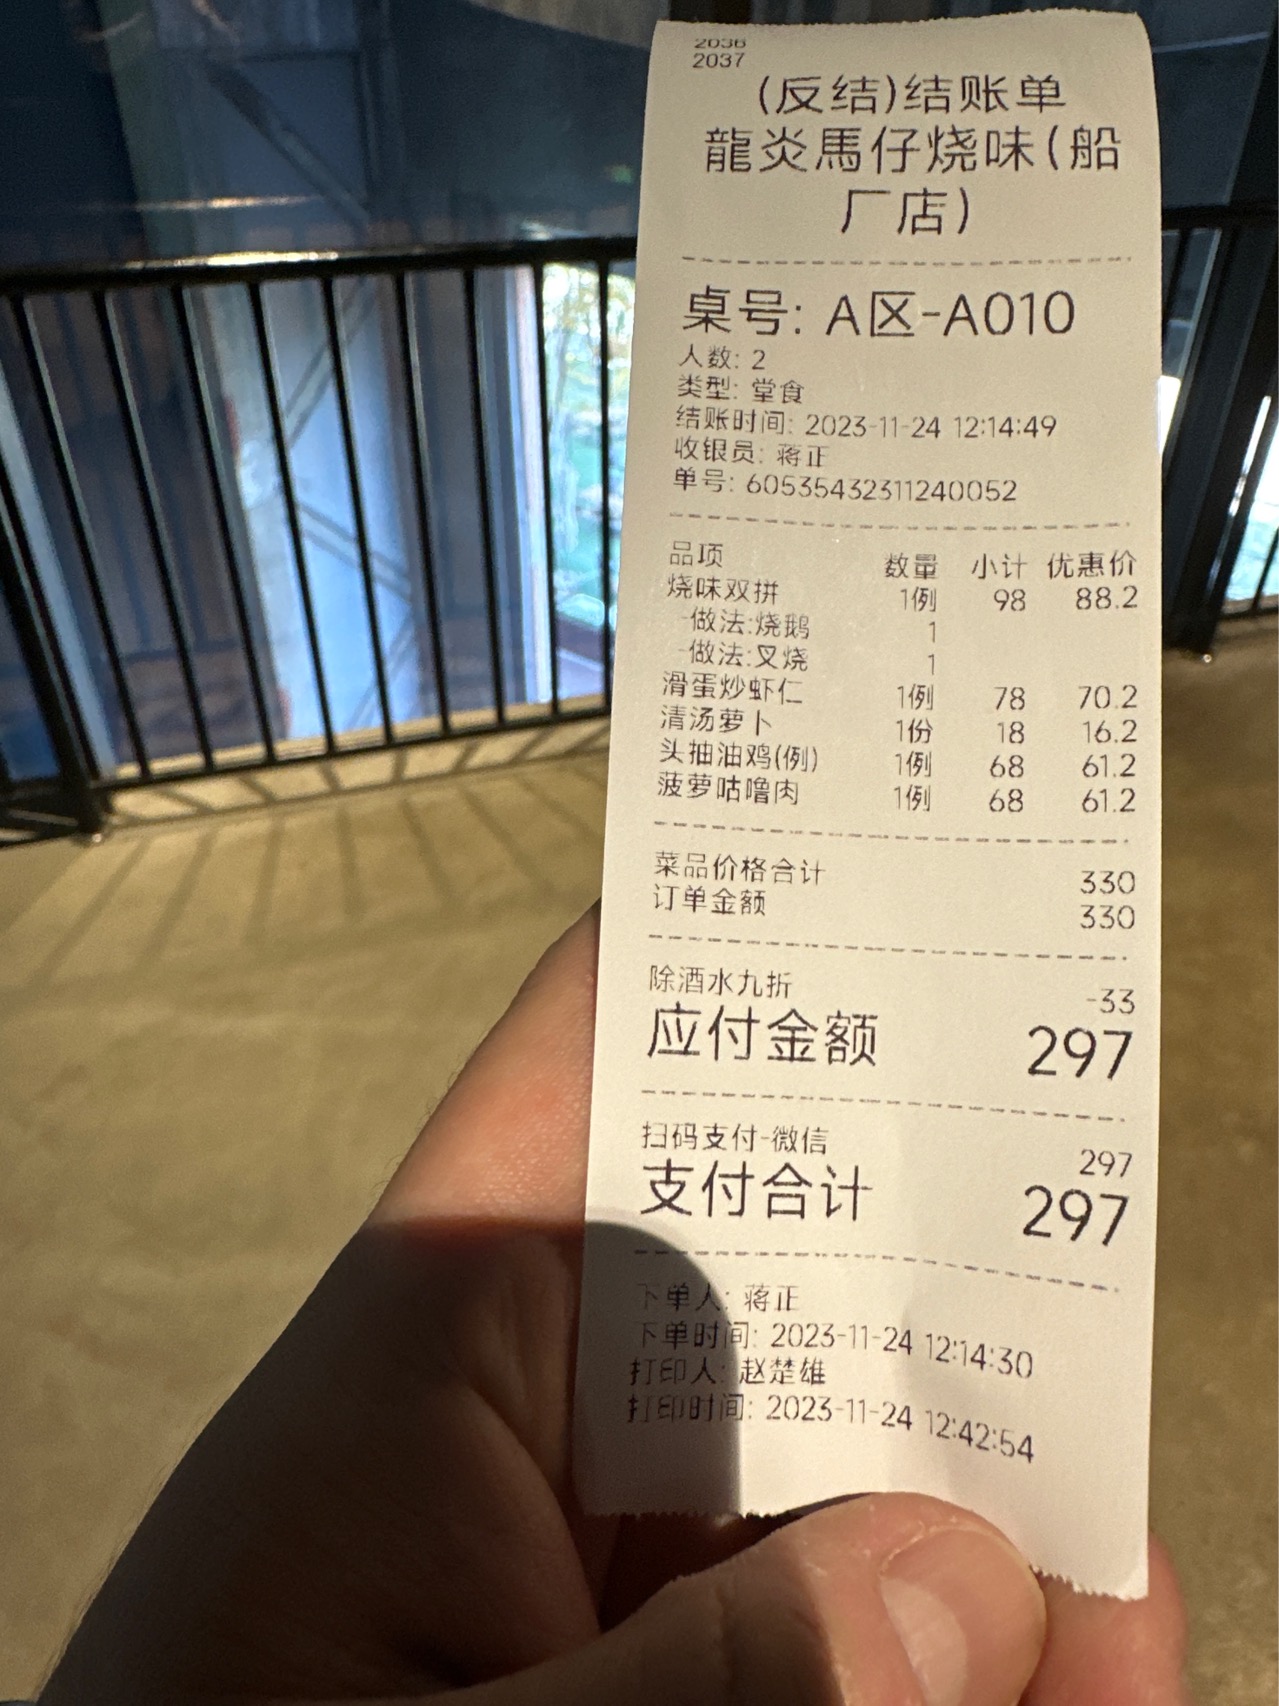 2036
2037
(反结)结账单
龍炎馬仔烧味(船
厂店)
桌号: A区-A010
人数: 2
类型: 堂食
结账时间: 2023-11-24 12:14:49
收银员: 蒋正
单号: 60535432311240052
品项 数量 小计 优惠价
烧味双拼 1例 98 88.2
-做法:烧鹅 1
-做法:叉烧 1
滑蛋炒虾仁 1例 78 70.2
清汤萝卜 1份 18 16.2
头抽油鸡(例) 1例 68 61.2
菠萝咕噜肉 1例 68 61.2
菜品价格合计 330
订单金额 330
除酒水九折 -33
应付金额 297
扫码支付-微信 297
支付合计 297
下单人: 蒋正
下单时间: 2023-11-24 12:14:30
打印人: 赵楚雄
打印时间: 2023-11-24 12:42:54